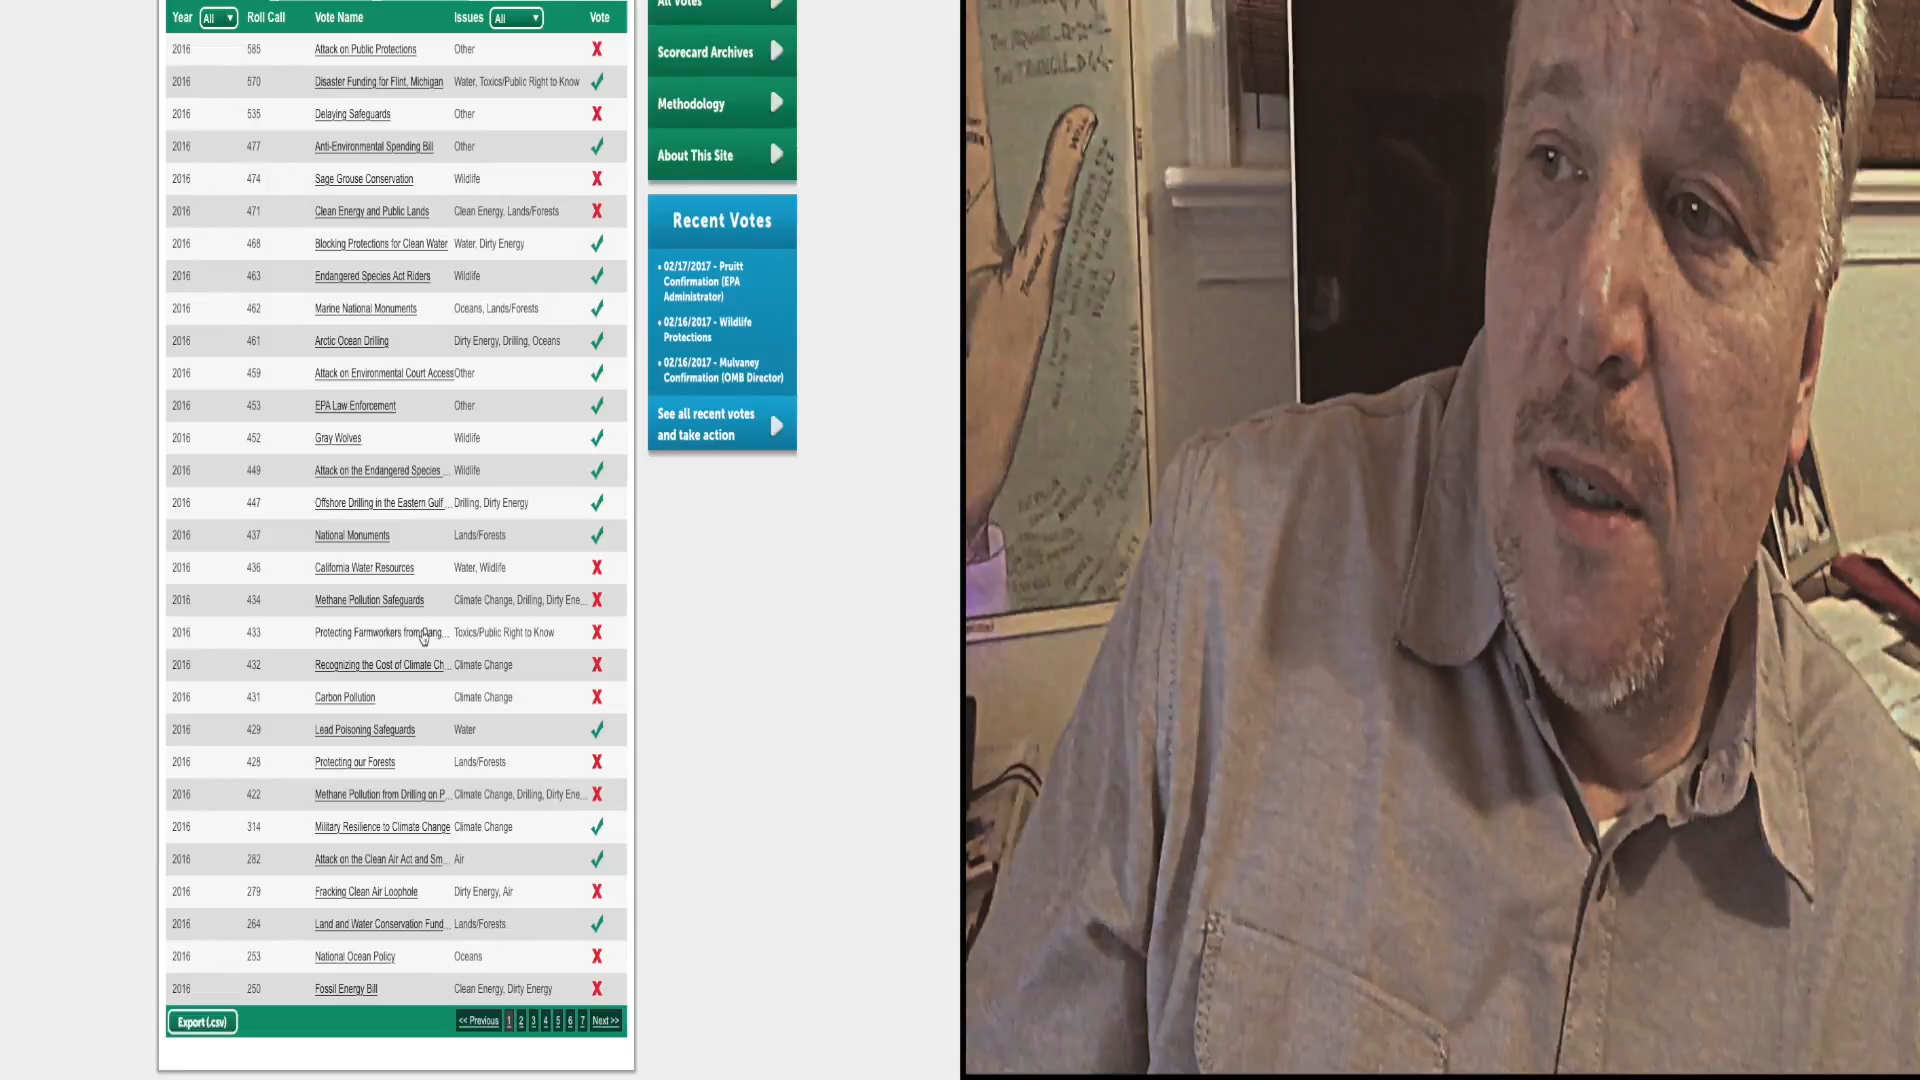 All Votes
Year All Roll Call Vote Name Issues All Vote
2016 585 Attack on Public Protections Other
2016 570 Disaster Funding for Flint, Michigan Water, Toxics/Public Right to Know
2016 535 Delaying Safeguards Other
2016 477 Anti-Environmental Spending Bill Other
2016 474 Sage Grouse Conservation Wildlife
2016 471 Clean Energy and Public Lands Clean Energy, Lands/Forests
2016 468 Blocking Protections for Clean Water Water, Dirty Energy
2016 463 Endangered Species Act Riders Wildlife
2016 462 Marine National Monuments Oceans, Lands/Forests
2016 461 Arctic Ocean Drilling Dirty Energy, Drilling, Oceans
2016 459 Attack on Environmental Court Access Other
2016 453 EPA Law Enforcement Other
2016 452 Gray Wolves Wildlife
2016 449 Attack on the Endangered Species ... Wildlife
2016 447 Offshore Drilling in the Eastern Gulf ... Drilling, Dirty Energy
2016 437 National Monuments Lands/Forests
2016 436 California Water Resources Water, Wildlife
2016 434 Methane Pollution Safeguards Climate Change, Drilling, Dirty Ene...
2016 433 Protecting Farmworkers from Dang... Toxics/Public Right to Know
2016 432 Recognizing the Cost of Climate Ch... Climate Change
2016 431 Carbon Pollution Climate Change
2016 429 Lead Poisoning Safeguards Water
2016 428 Protecting our Forests Lands/Forests
2016 422 Methane Pollution from Drilling on P... Climate Change, Drilling, Dirty Ene...
2016 314 Military Resilience to Climate Change Climate Change
2016 282 Attack on the Clean Air Act and Sm... Air
2016 279 Fracking Clean Air Loophole Dirty Energy, Air
2016 264 Land and Water Conservation Fund... Lands/Forests
2016 253 National Ocean Policy Oceans
2016 250 Fossil Energy Bill Clean Energy, Dirty Energy
Export (.csv) << Previous 1 2 3 4 5 6 7 Next >>
Scorecard Archives
Methodology
About This Site
Recent Votes
• 02/17/2017 - Pruitt
Confirmation (EPA
Administrator)
• 02/16/2017 - Wildlife
Protections
• 02/16/2017 - Mulvaney
Confirmation (OMB Director)
See all recent votes
and take action